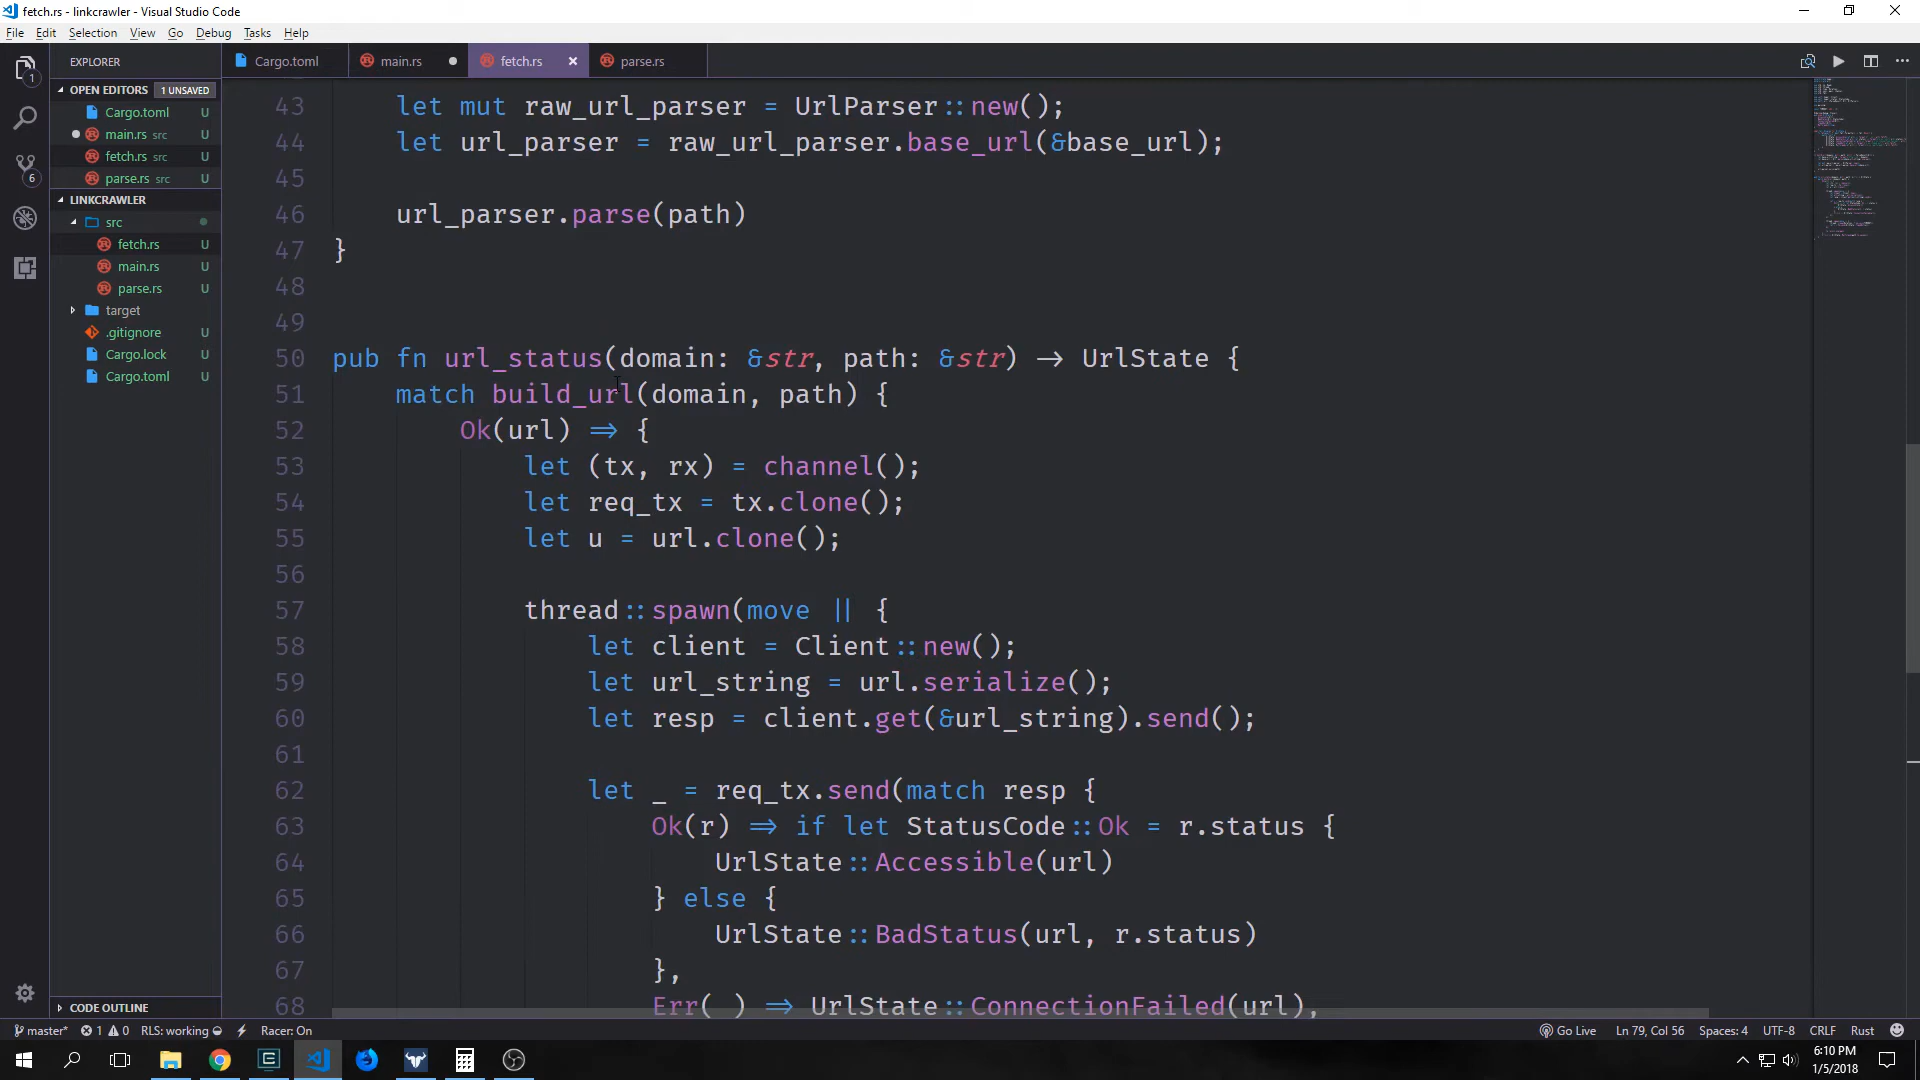 fetch.rs - linkcrawler - Visual Studio Code
File Edit Selection View Go Debug Tasks Help
EXPLORER
Cargo.toml main.rs fetch.rs parse.rs
OPEN EDITORS 1 UNSAVED
Cargo.toml U
main.rs src U
fetch.rs src U
parse.rs src U
LINKCRAWLER
src
fetch.rs U
main.rs U
parse.rs U
target
.gitignore U
Cargo.lock U
Cargo.toml U
CODE OUTLINE
1
6
43 let mut raw_url_parser = UrlParser::new();
44 let url_parser = raw_url_parser.base_url(&base_url);
45
46 url_parser.parse(path)
47 }
48
49
50 pub fn url_status(domain: &str, path: &str) -> UrlState {
51 match build_url(domain, path) {
52 Ok(url) => {
53 let (tx, rx) = channel();
54 let req_tx = tx.clone();
55 let u = url.clone();
56
57 thread::spawn(move || {
58 let client = Client::new();
59 let url_string = url.serialize();
60 let resp = client.get(&url_string).send();
61
62 let _ = req_tx.send(match resp {
63 Ok(r) => if let StatusCode::Ok = r.status {
64 UrlState::Accessible(url)
65 } else {
66 UrlState::BadStatus(url, r.status)
67 },
68 Err(_) => UrlState::ConnectionFailed(url),
master* 1 0 RLS: working Racer: On Go Live Ln 79, Col 56 Spaces: 4 UTF-8 CRLF Rust
6:10 PM
1/5/2018